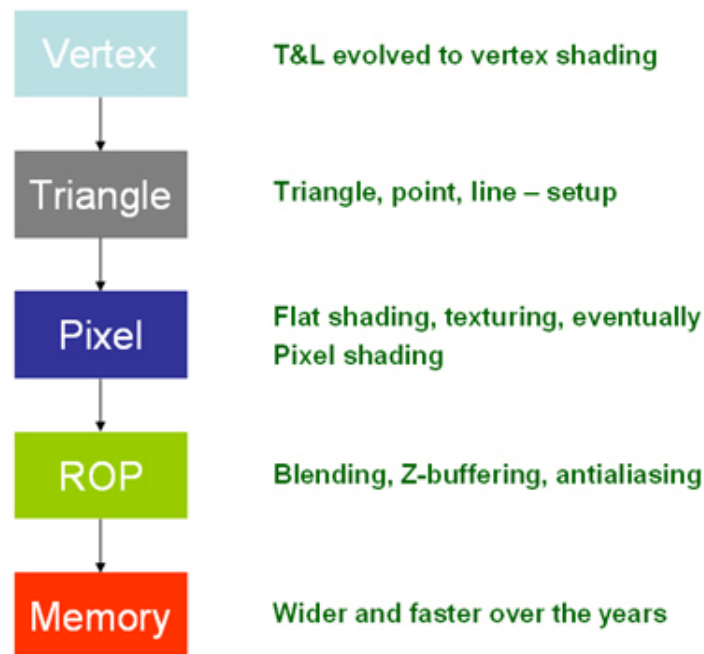 Vertex
T&L evolved to vertex shading
Triangle
Triangle, point, line – setup
Pixel
Flat shading, texturing, eventually
Pixel shading
ROP
Blending, Z-buffering, antialiasing
Memory
Wider and faster over the years